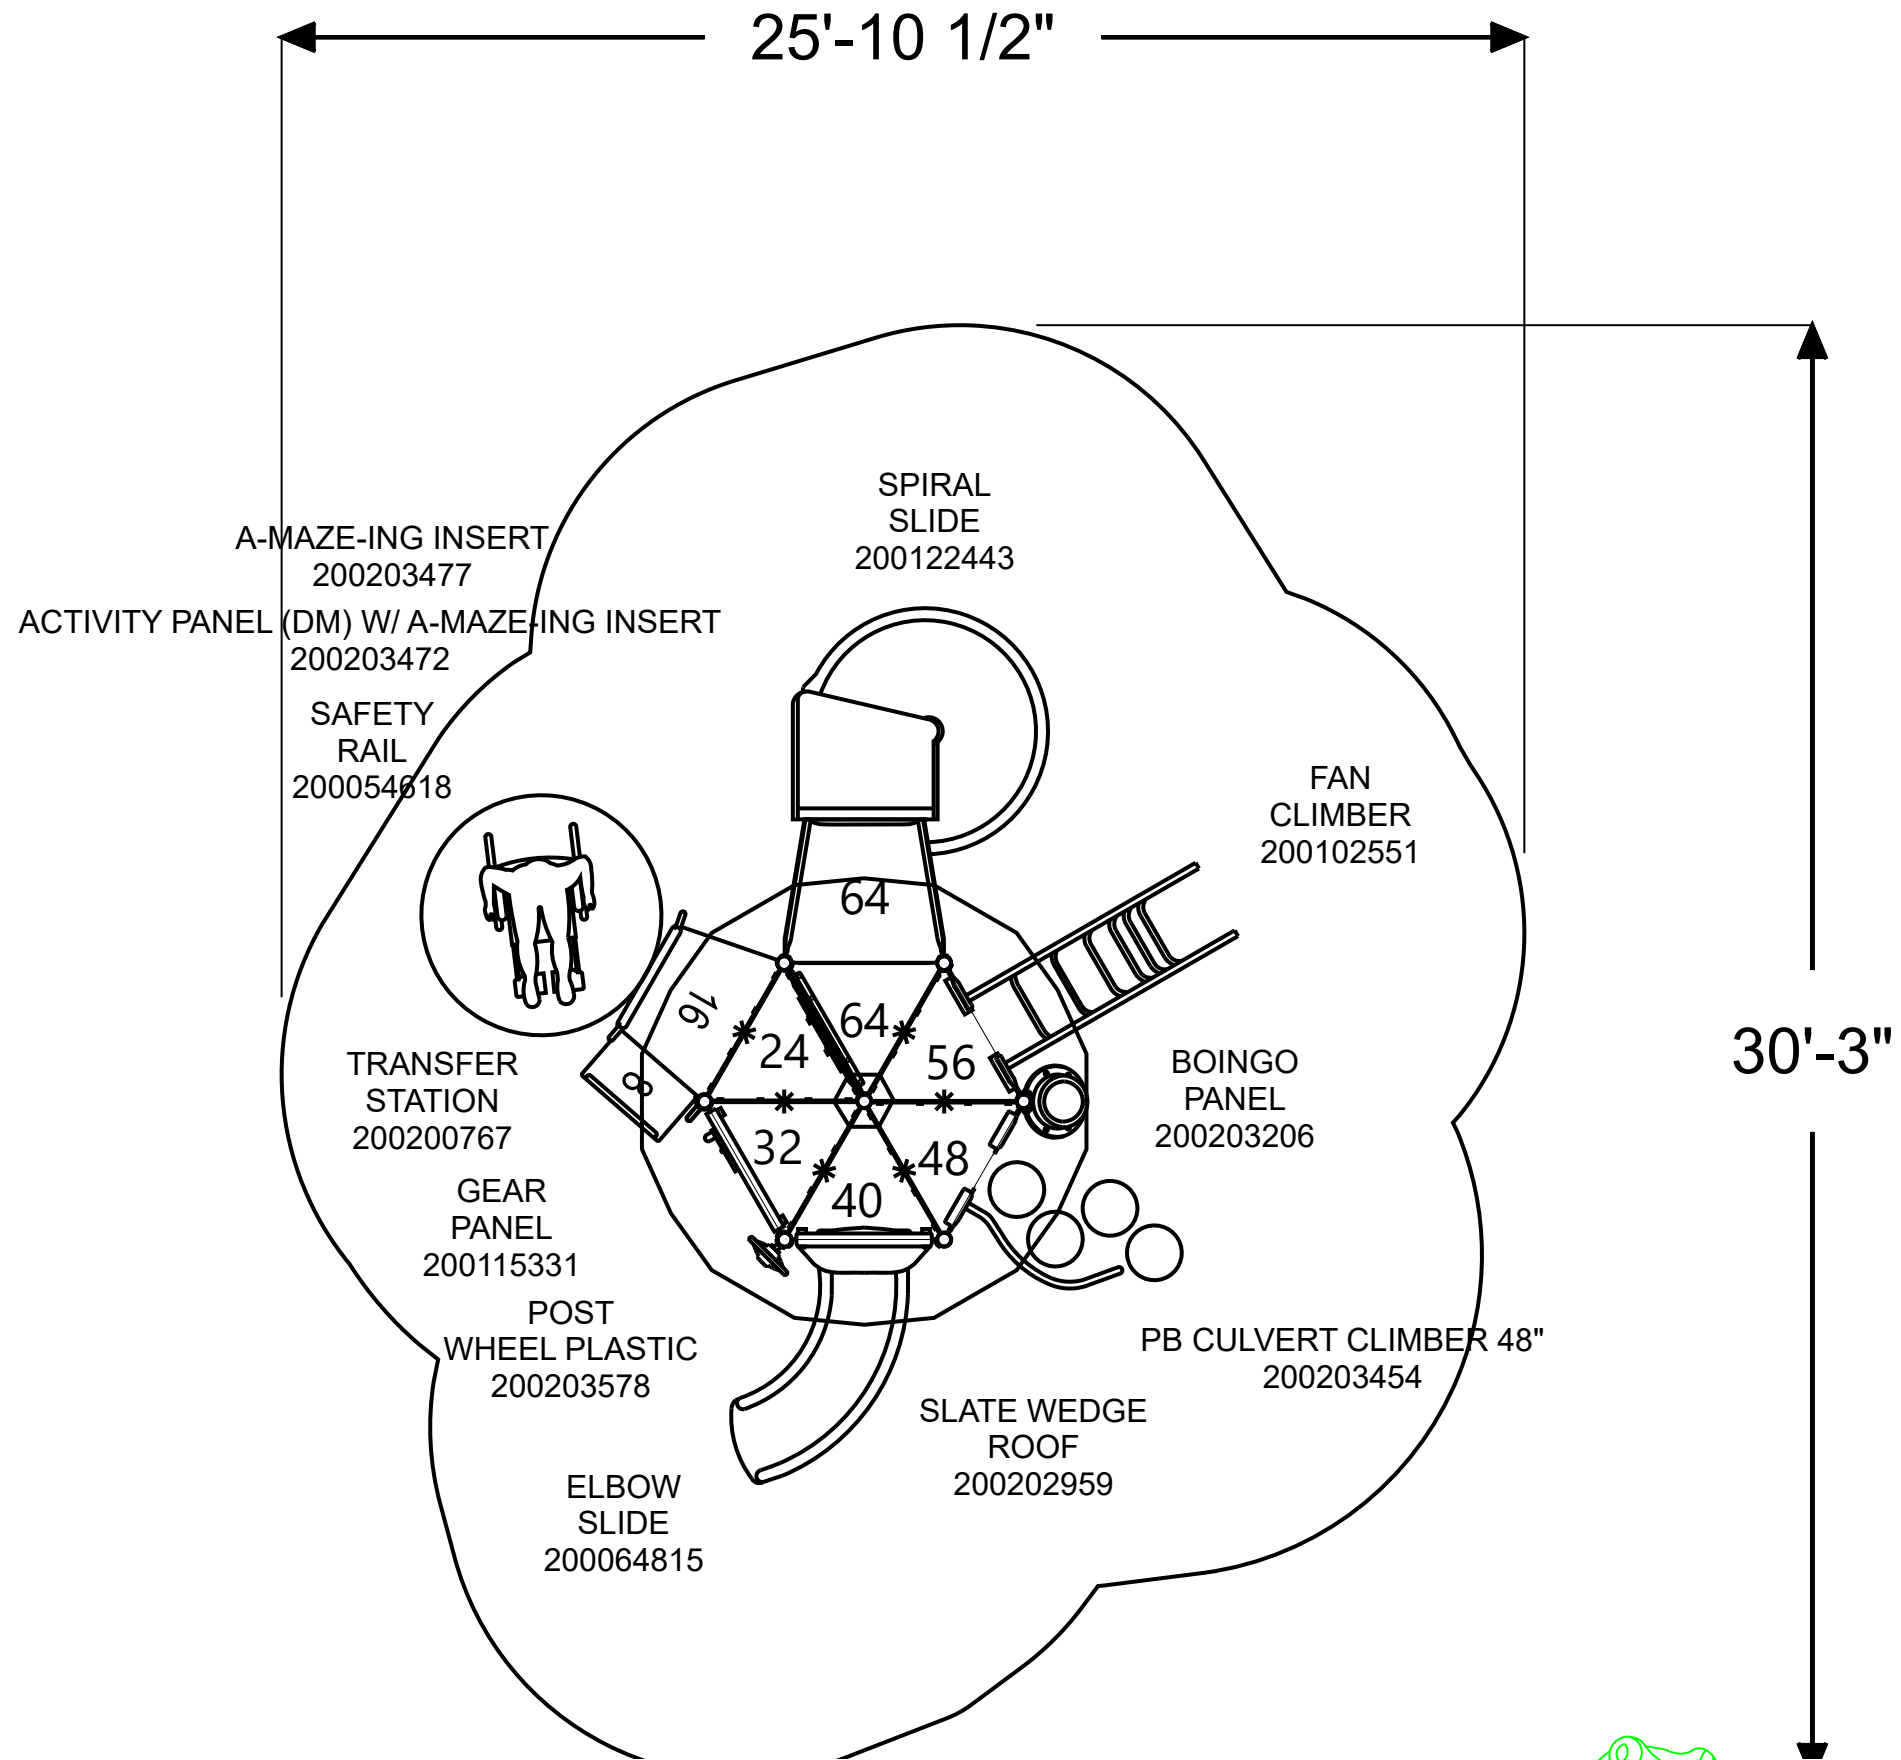 25'-10 1/2"
SPIRAL
SLIDE
200122443
A-MAZE-ING INSERT
200203477
ACTIVITY PANEL (DM) W/ A-MAZE-ING INSERT
200203472
SAFETY
RAIL
200054618
FAN
CLIMBER
200102551
64
16
64
24
56
8
30'-3"
TRANSFER
STATION
200200767
BOINGO
PANEL
200203206
32
48
40
GEAR
PANEL
200115331
POST
WHEEL PLASTIC
200203578
PB CULVERT CLIMBER 48"
200203454
SLATE WEDGE
ROOF
200202959
ELBOW
SLIDE
200064815